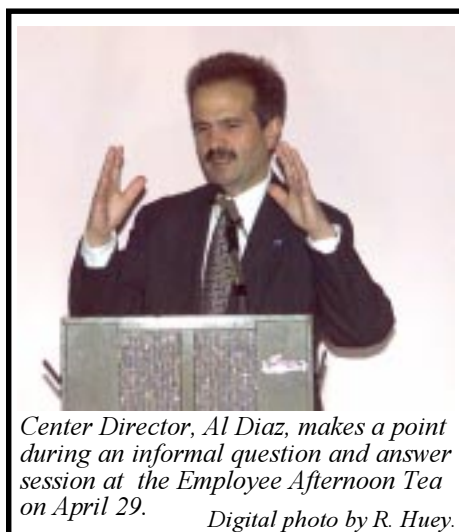 Center Director, Al Diaz, makes a point
during an informal question and answer
session at the Employee Afternoon Tea
on April 29.
Digital photo by R. Huey.